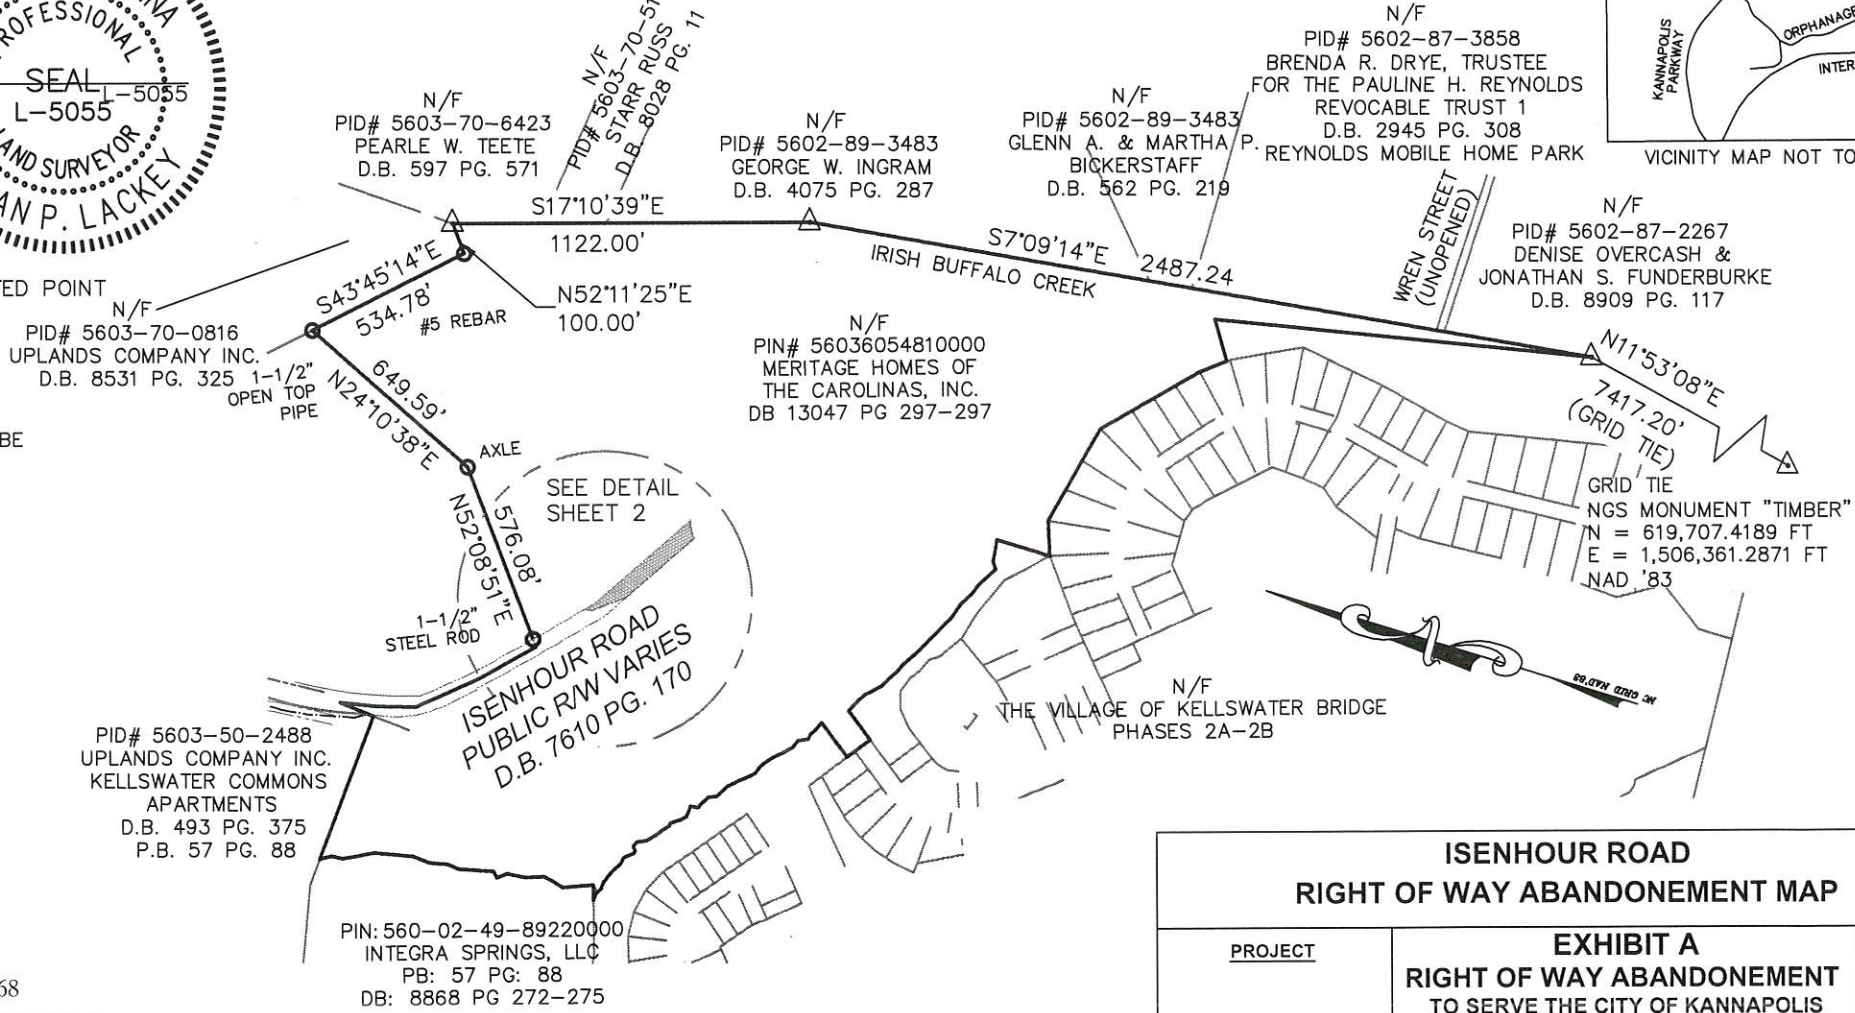 PROFESSIONAL
SEAL
L-5055
L-5055
LAND SURVEYOR
P. LACKEY
N/F
PID# 5603-70-6423
PEARLE W. TEETE
D.B. 597 PG. 571
N/F
PID# 5603-70-51
STARR RUSS
D.B. 8028 PG. 11
N/F
PID# 5602-89-3483
GEORGE W. INGRAM
D.B. 4075 PG. 287
N/F
PID# 5602-89-3483
GLENN A. & MARTHA P.
BICKERSTAFF
D.B. 562 PG. 219
N/F
PID# 5602-87-3858
BRENDA R. DRYE, TRUSTEE
FOR THE PAULINE H. REYNOLDS
REVOCABLE TRUST 1
D.B. 2945 PG. 308
REYNOLDS MOBILE HOME PARK
KANNAPOLIS
PARKWAY
ORPHANAGE
INTER
VICINITY MAP NOT TO
WREN STREET
(UNOPENED)
N/F
PID# 5602-87-2267
DENISE OVERCASH &
JONATHAN S. FUNDERBURKE
D.B. 8909 PG. 117
S17°10'39"E
1122.00'
S7°09'14"E 2487.24
IRISH BUFFALO CREEK
S43°45'14"E
534.78'
#5 REBAR
N52°11'25"E
100.00'
TED POINT
N/F
PID# 5603-70-0816
UPLANDS COMPANY INC.
D.B. 8531 PG. 325
1-1/2"
OPEN TOP
PIPE
649.59'
N24°10'38"E
BE
AXLE
N/F
PIN# 56036054810000
MERITAGE HOMES OF
THE CAROLINAS, INC.
DB 13047 PG 297-297
N11°53'08"E
7417.20'
(GRID TIE)
GRID TIE
NGS MONUMENT "TIMBER"
N = 619,707.4189 FT
E = 1,506,361.2871 FT
NAD '83
SEE DETAIL
SHEET 2
576.08'
N52°08'51"E
1-1/2"
STEEL ROD
ISENHOUR ROAD
PUBLIC R/W VARIES
D.B. 7610 PG. 170
NC GRID NAD'83
N/F
THE VILLAGE OF KELLSWATER BRIDGE
PHASES 2A-2B
PID# 5603-50-2488
UPLANDS COMPANY INC.
KELLSWATER COMMONS
APARTMENTS
D.B. 493 PG. 375
P.B. 57 PG. 88
PIN: 560-02-49-89220000
INTEGRA SPRINGS, LLC
PB: 57 PG: 88
DB: 8868 PG 272-275
68
ISENHOUR ROAD
RIGHT OF WAY ABANDONEMENT MAP
PROJECT
EXHIBIT A
RIGHT OF WAY ABANDONEMENT
TO SERVE THE CITY OF KANNAPOLIS